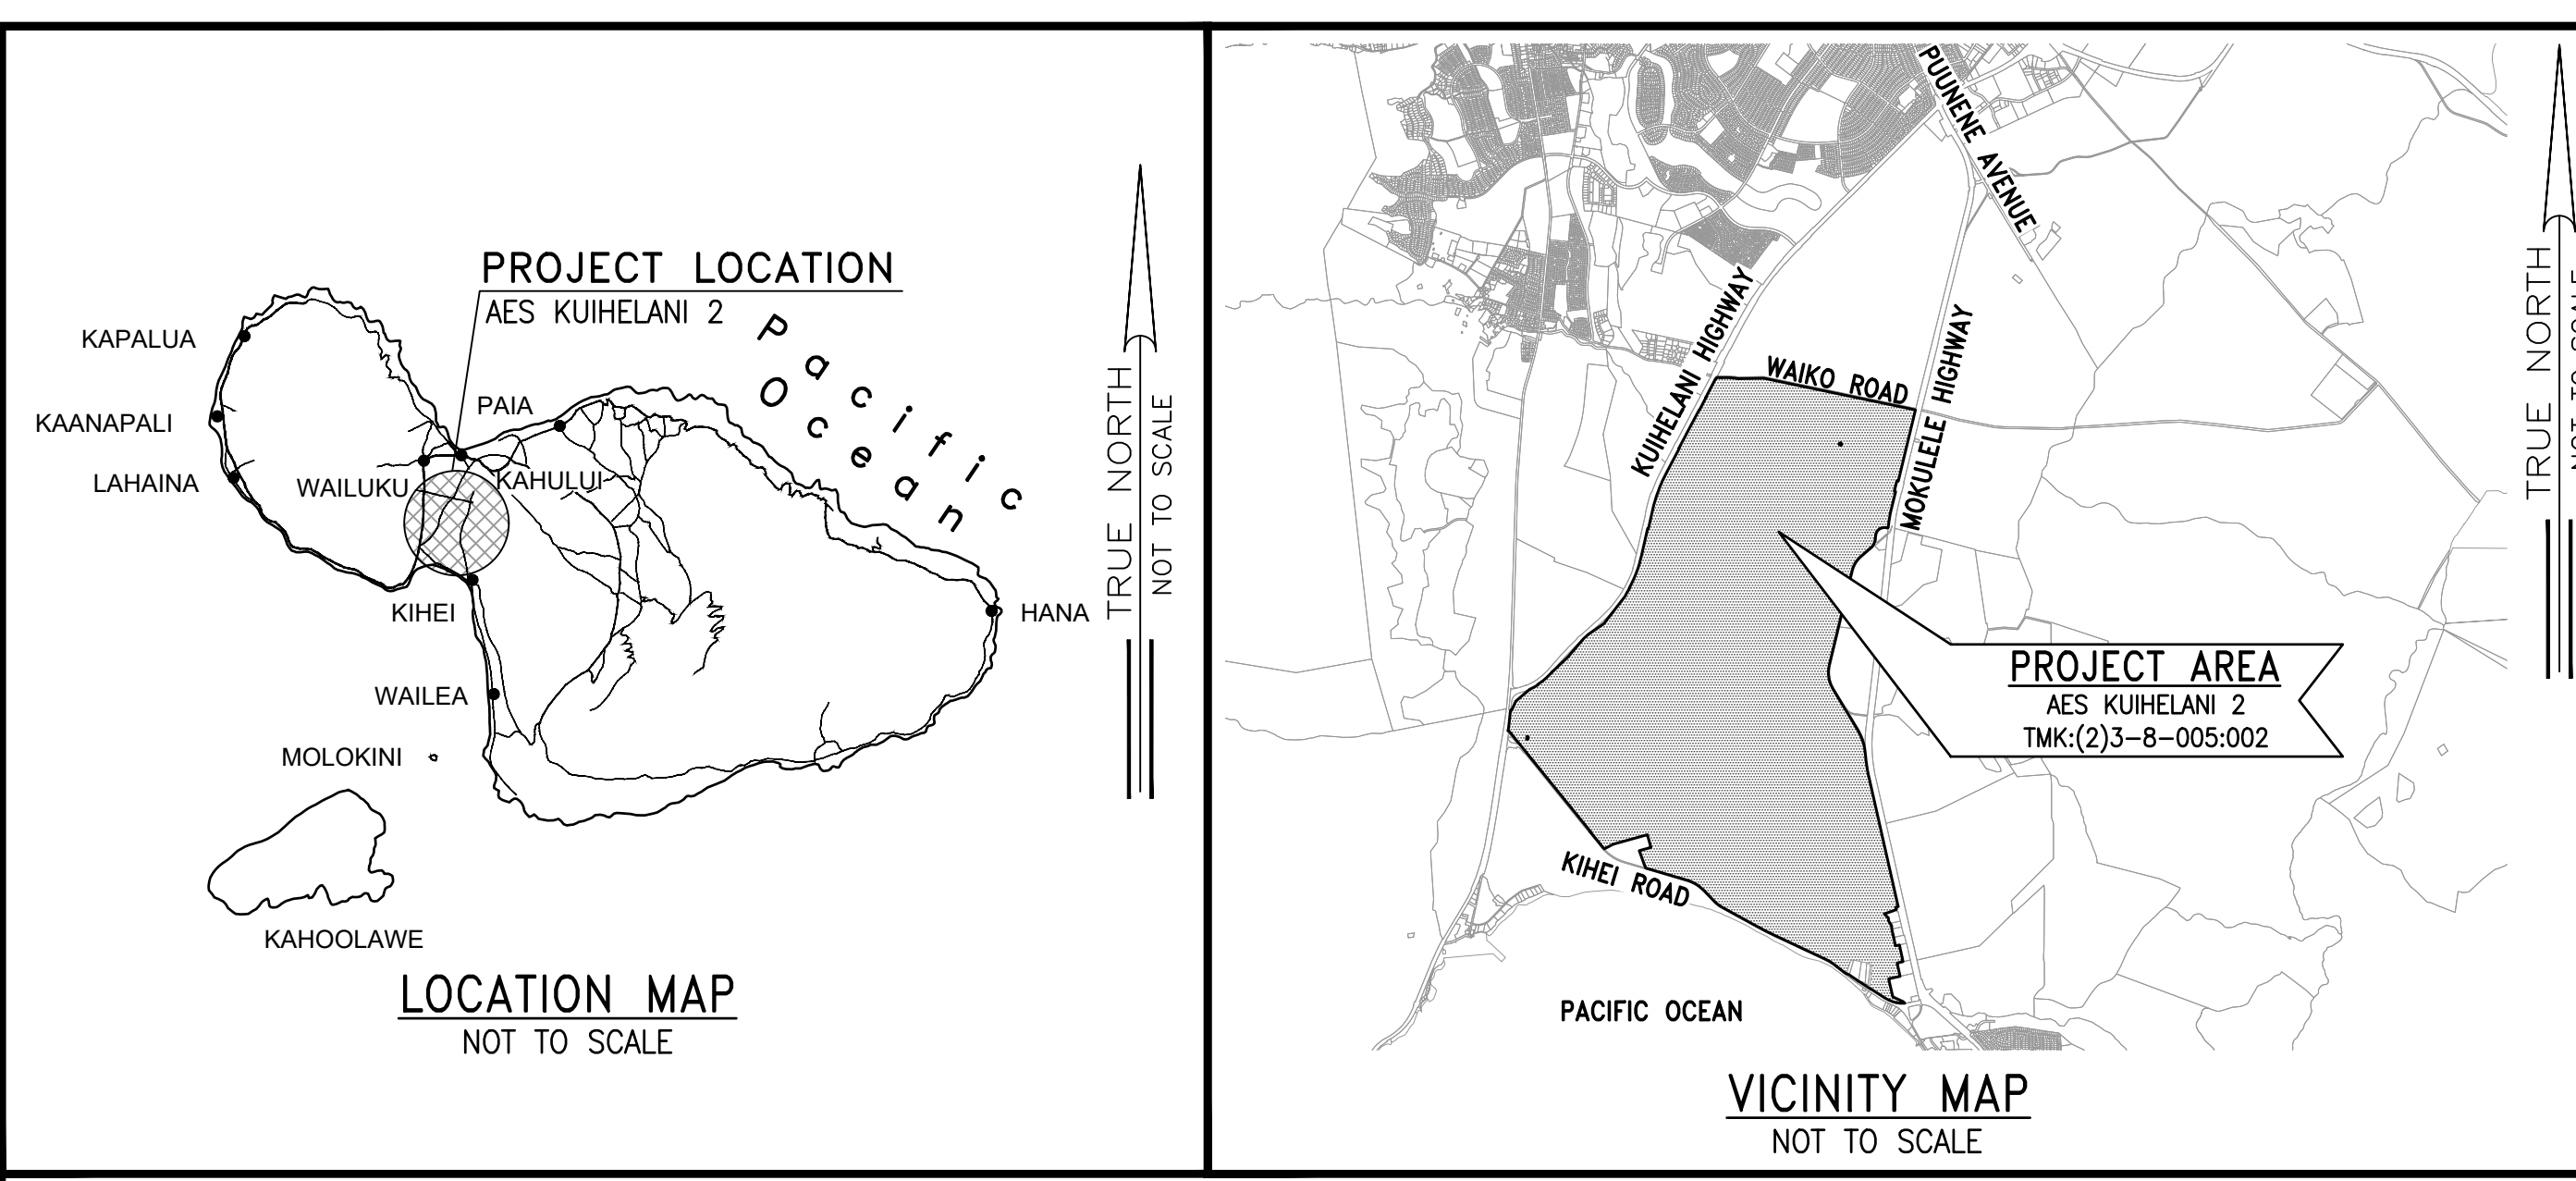 PROJECT LOCATION
AES KUIHELANI 2
Pacific
Ocean
KAPALUA
KAANAPALI
LAHAINA
PAIA
WAILUKU
KAHULUI
KIHEI
HANA
WAILEA
MOLOKINI
KAHOOLAWE
TRUE NORTH
NOT TO SCALE
LOCATION MAP
NOT TO SCALE
PUUNENE AVENUE
KUIHELANI HIGHWAY
WAIKO ROAD
MOKULELE HIGHWAY
PROJECT AREA
AES KUIHELANI 2
TMK:(2)3-8-005:002
KIHEI ROAD
PACIFIC OCEAN
TRUE NORTH
VICINITY MAP
NOT TO SCALE